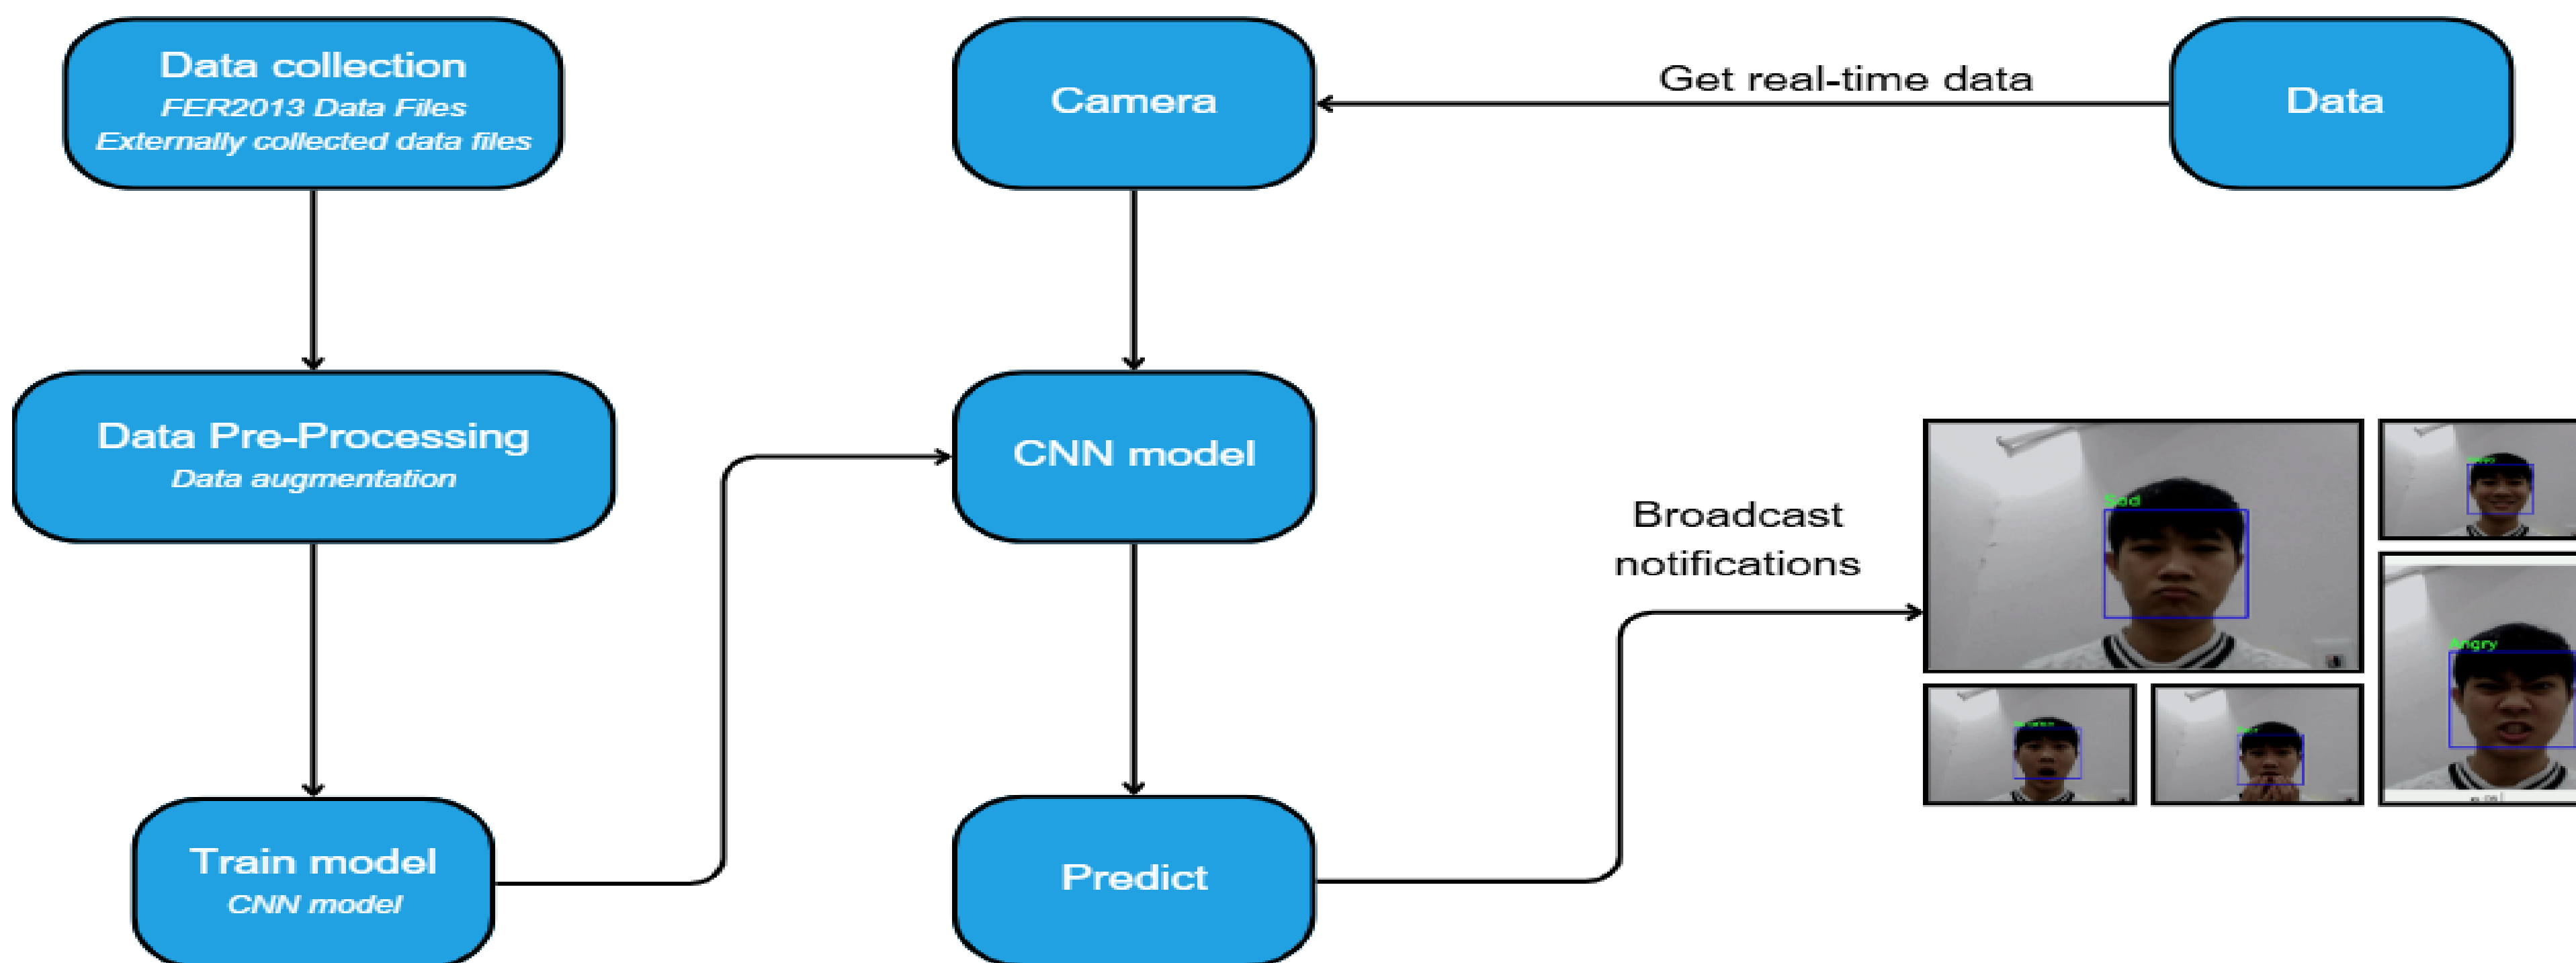 Data collection
FER2013 Data Files
Externally collected data files
Camera
Get real-time data
Data
Data Pre-Processing
Data augmentation
CNN model
Broadcast
notifications
Sad
Angry
Train model
CNN model
Predict